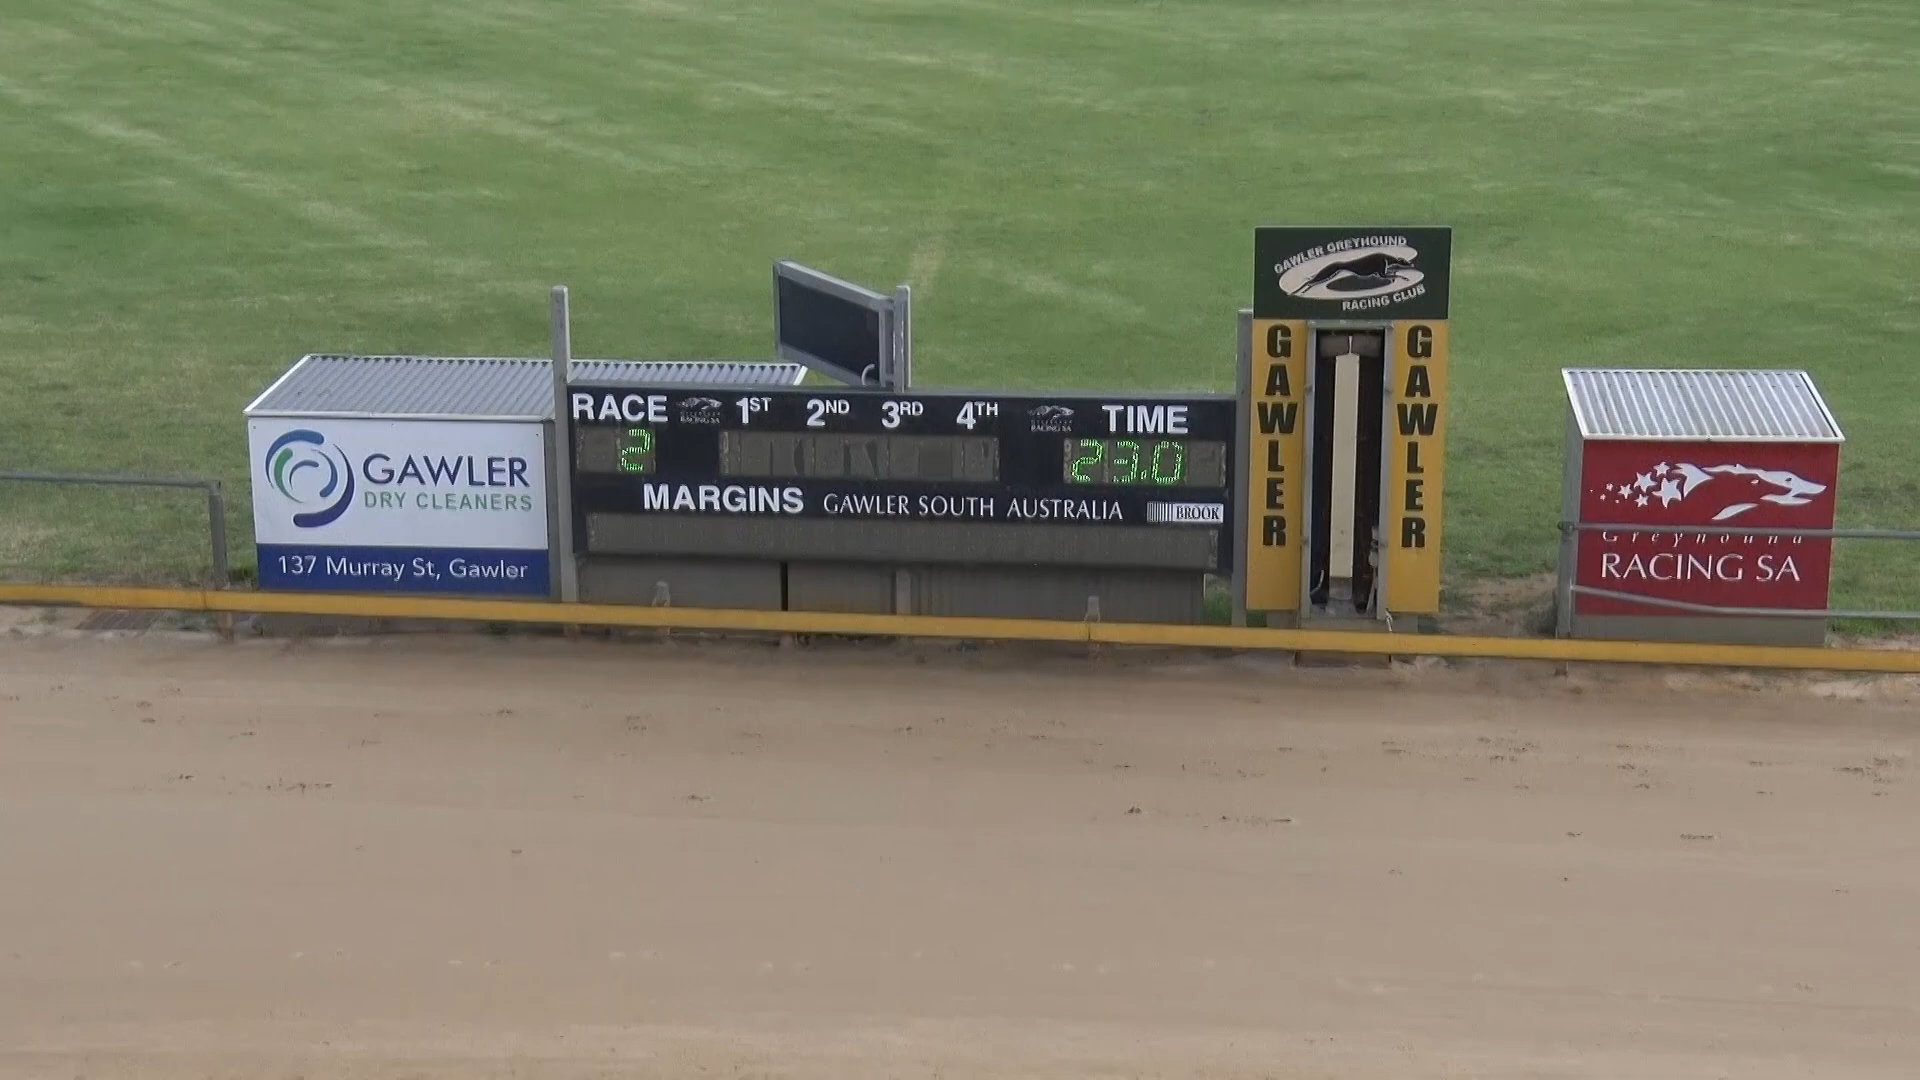 GAWLER GREYHOUND
RACING CLUB
GAWLER
GAWLER
RACE
1ST
2ND
3RD
4TH
TIME
2
23.0
MARGINS
GAWLER SOUTH AUSTRALIA
BROOK
GAWLER
DRY CLEANERS
137 Murray St, Gawler
Greyhound
RACING SA